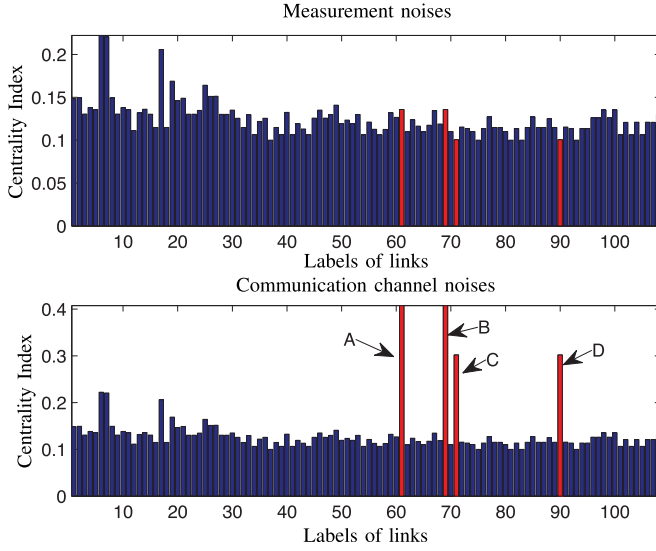 Measurement noises
Centrality Index
0.2
0.15
0.1
0.05
0
10 20 30 40 50 60 70 80 90 100
Labels of links
Communication channel noises
Centrality Index
0.4
0.3
0.2
0.1
0
A
B
C
D
10 20 30 40 50 60 70 80 90 100
Labels of links